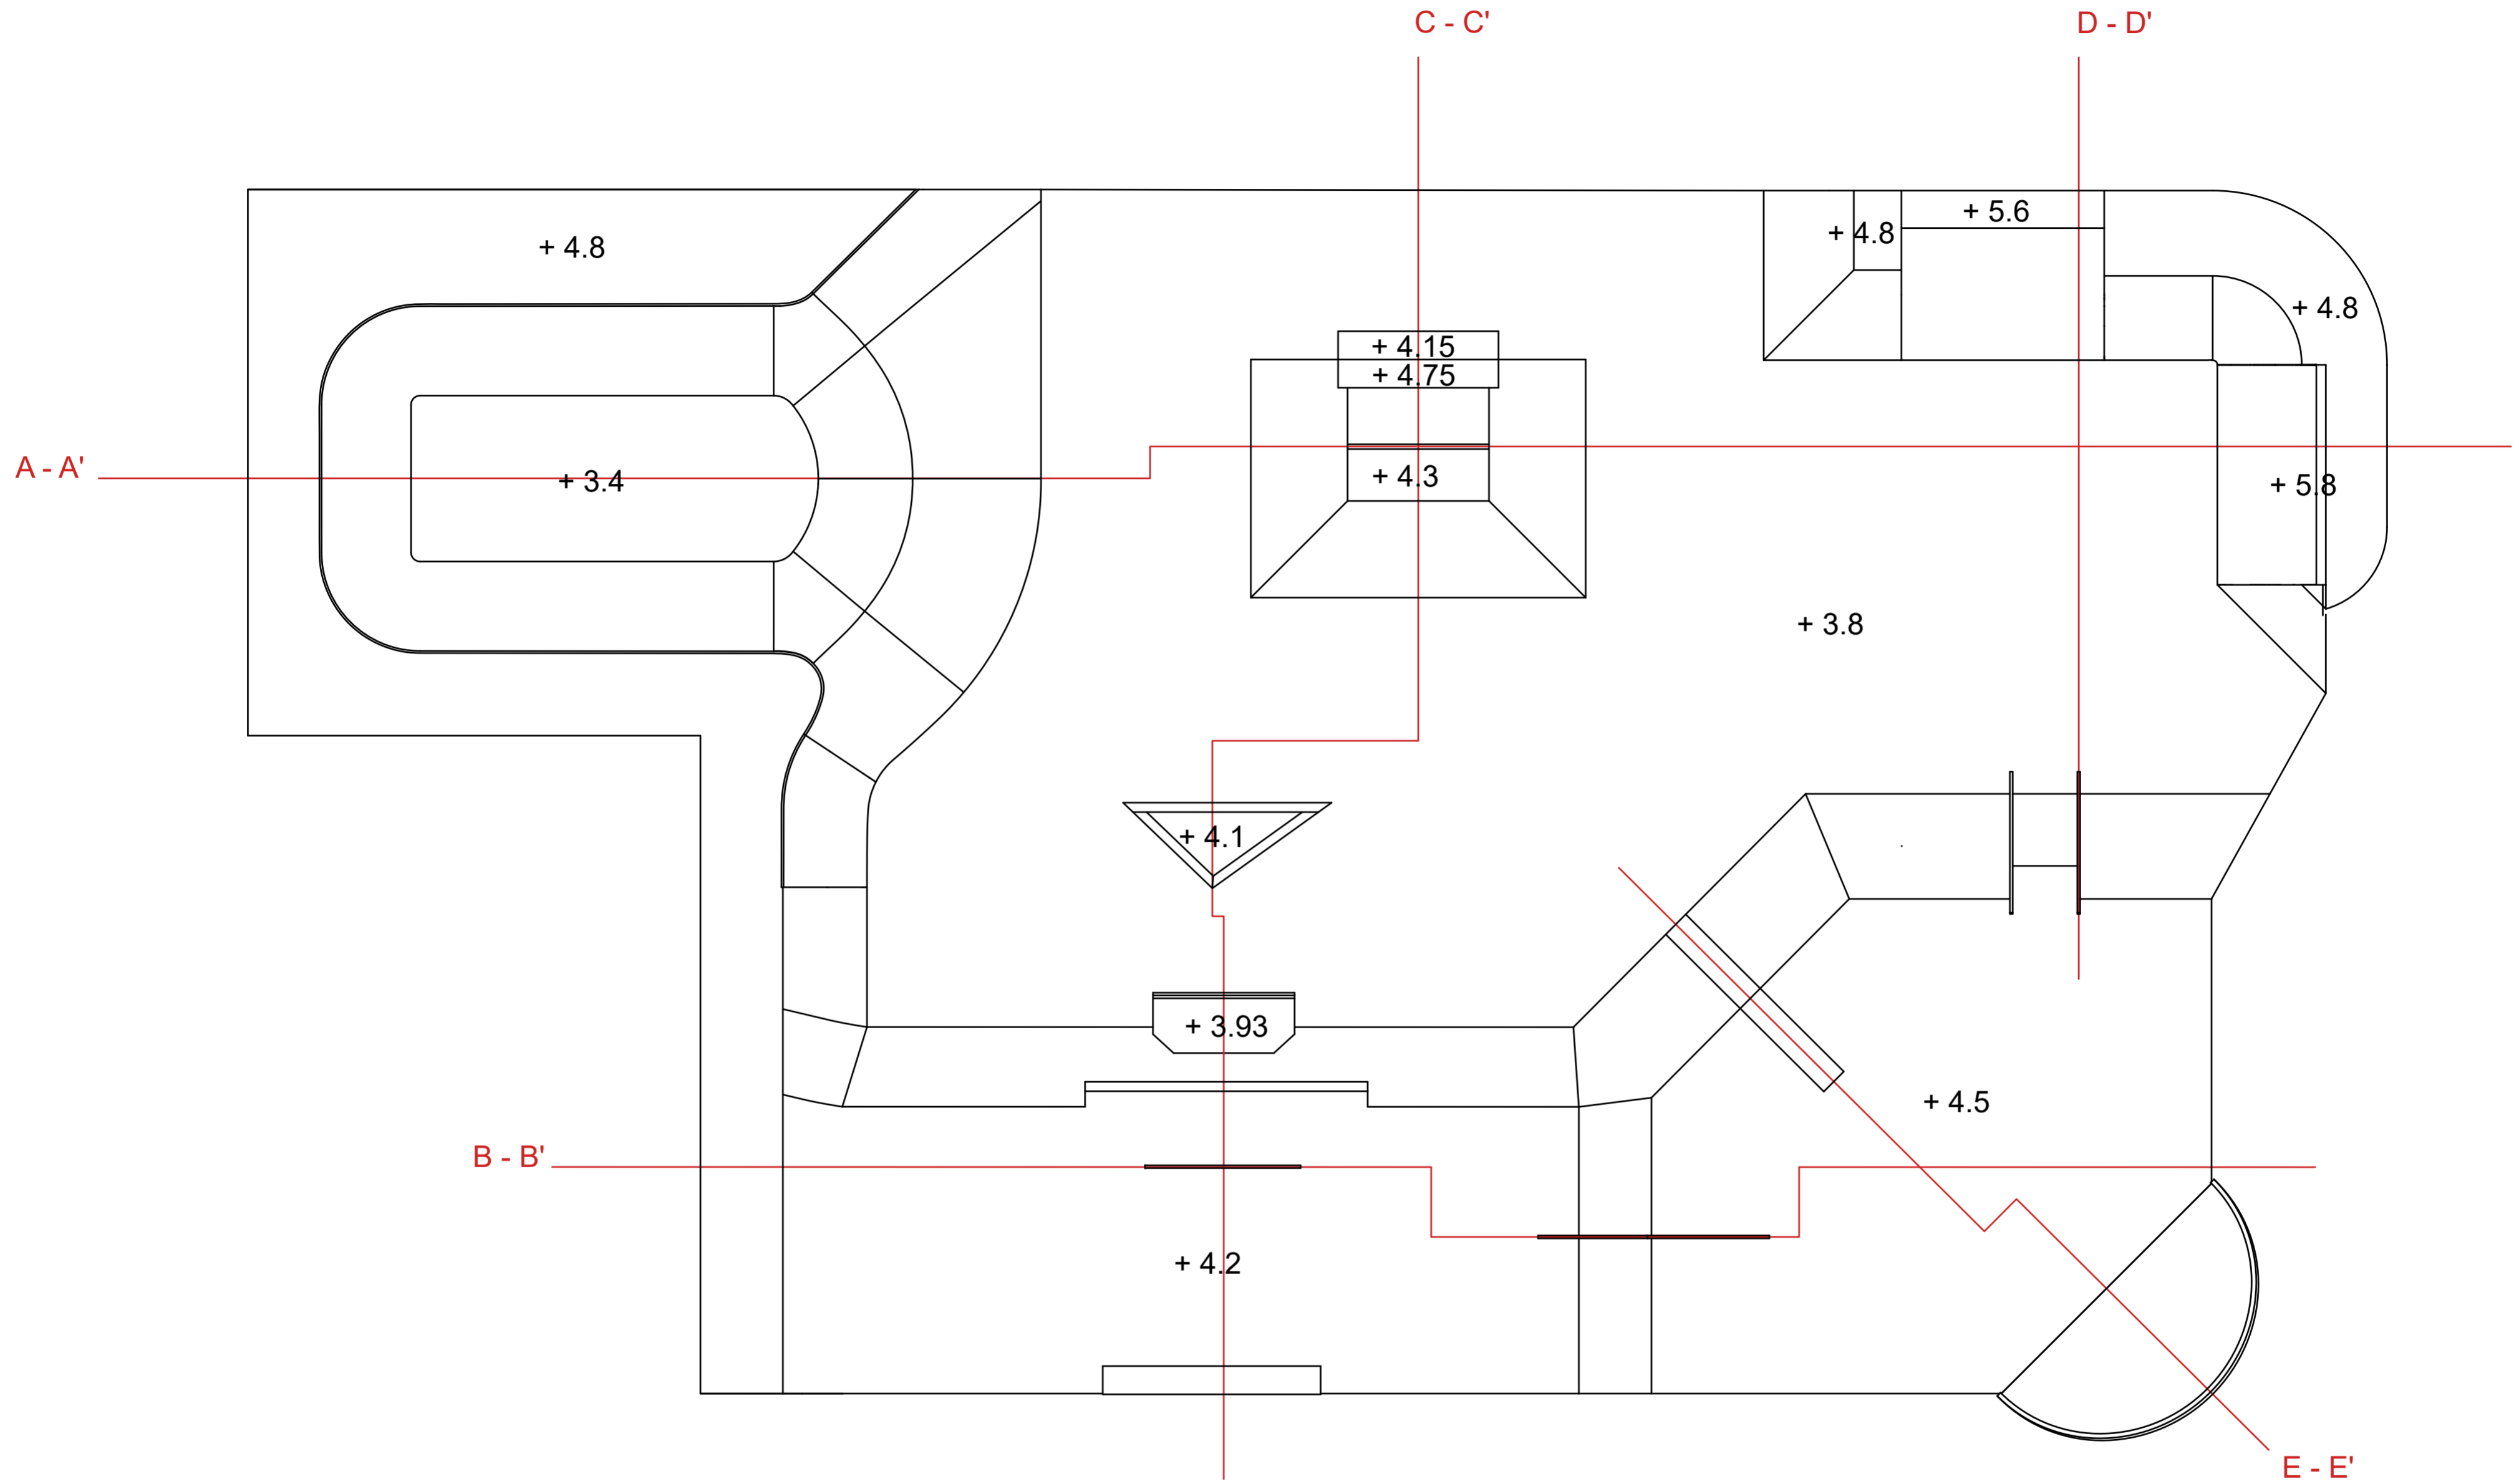 C - C'
D - D'
+ 5.6
+ 4.8
+ 4.8
+ 4.8
+ 4.15
+ 4.75
A - A'
+ 3.4
+ 4.3
+ 5.8
+ 3.8
+ 4.1
+ 3.93
+ 4.5
B - B'
+ 4.2
E - E'